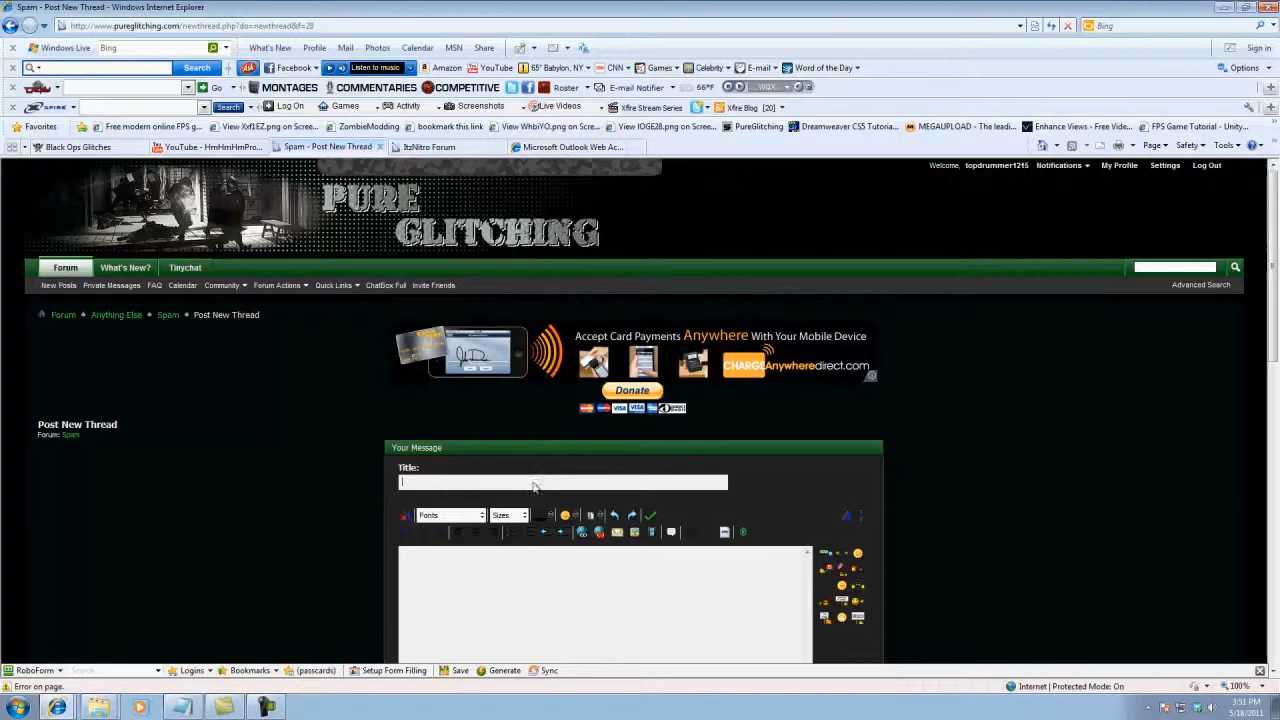 Spam - Post New Thread - Windows Internet Explorer
http://www.pureglitching.com/newthread.php?do=newthread&f=28
Bing
Windows Live Bing What's New Profile Mail Photos Calendar MSN Share Sign in
Search Facebook Listen to music Amazon YouTube 65° Babylon, NY CNN Games Celebrity E-mail Word of the Day Options
Go MONTAGES COMMENTARIES COMPETITIVE Roster E-mail Notifier 66°F
XFIRE Search Log On Games Activity Screenshots Live Videos Xfire Stream Series Xfire Blog [20]
Favorites Free modern online FPS g... View Xxf1EZ.png on Scree... ZombieModding bookmark this link View WhbiYO.png on Scree... View IOGE28.png on Scree... PureGlitching Dreamweaver CS5 Tutoria... MEGAUPLOAD - The leadi... Enhance Views - Free Vide... FPS Game Tutorial - Unity...
Black Ops Glitches YouTube - HmHmHmPro... Spam - Post New Thread ItzNitro Forum Microsoft Outlook Web Ac... Page Safety Tools
Welcome, topdrummer1215 Notifications My Profile Settings Log Out
PURE
GLITCHING
Forum What's New? Tinychat
New Posts Private Messages FAQ Calendar Community Forum Actions Quick Links ChatBox Full Invite Friends Advanced Search
Forum Anything Else Spam Post New Thread
Accept Card Payments Anywhere With Your Mobile Device
CHARGEAnywheredirect.com
Donate
VISA
Post New Thread
Forum: Spam
Your Message
Title:
Fonts Sizes
RoboForm Search Logins Bookmarks (passcards) Setup Form Filling Save Generate Sync
Error on page. Internet | Protected Mode: On 100%
3:51 PM
5/18/2011